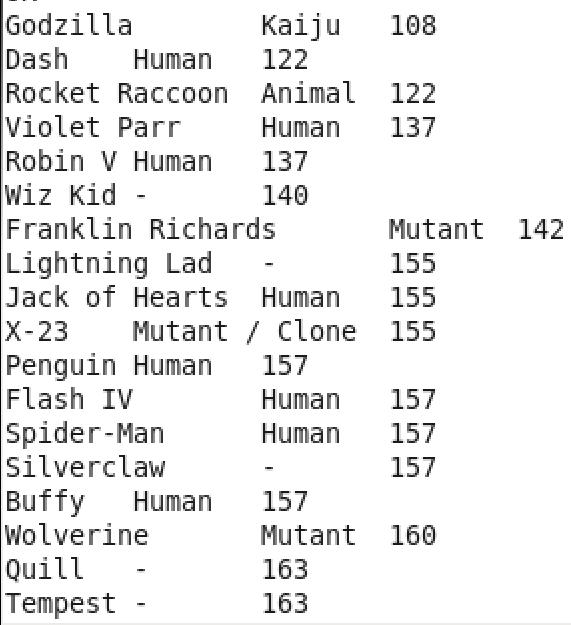 Godzilla Kaiju 108
Dash Human 122
Rocket Raccoon Animal 122
Violet Parr Human 137
Robin V Human 137
Wiz Kid - 140
Franklin Richards Mutant 142
Lightning Lad - 155
Jack of Hearts Human 155
X-23 Mutant / Clone 155
Penguin Human 157
Flash IV Human 157
Spider-Man Human 157
Silverclaw - 157
Buffy Human 157
Wolverine Mutant 160
Quill - 163
Tempest - 163